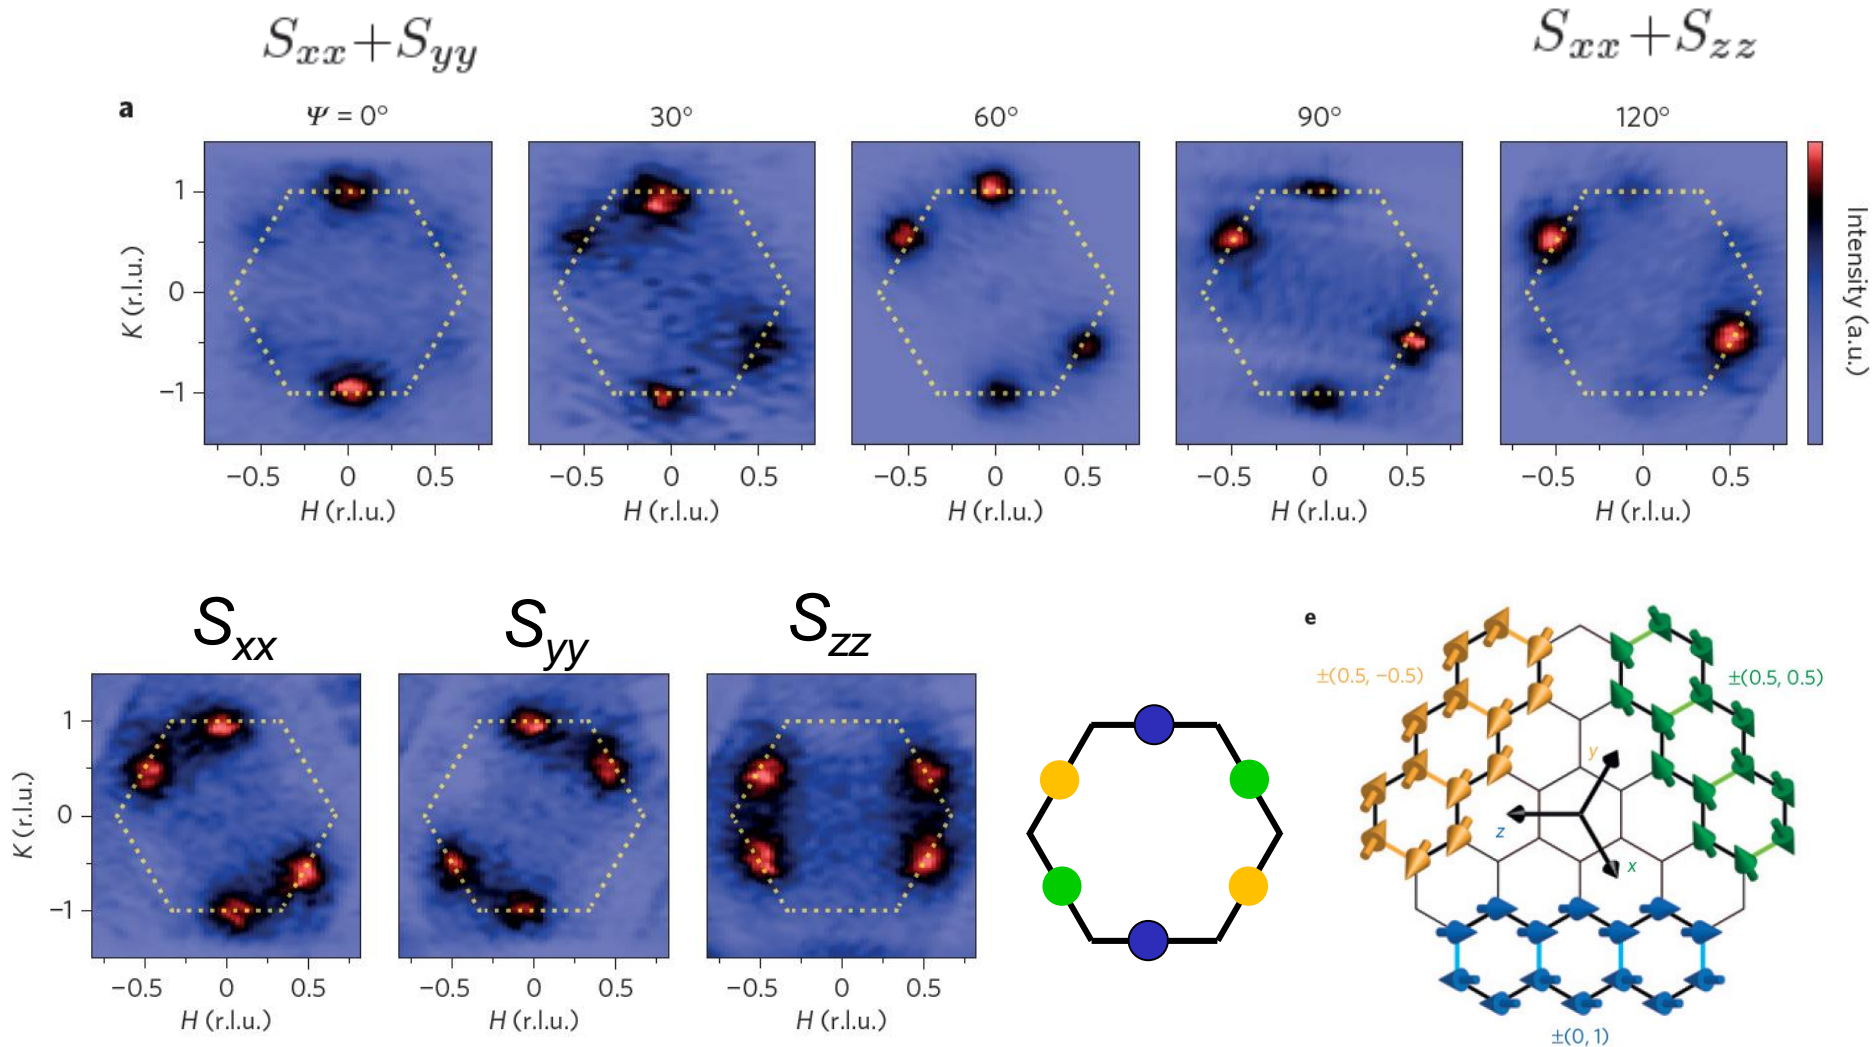 Sxx+Syy
Sxx+Szz
a
Ψ = 0°
30°
60°
90°
120°
1
0
−1
K (r.l.u.)
−0.5 0 0.5
H (r.l.u.)
−0.5 0 0.5
H (r.l.u.)
−0.5 0 0.5
H (r.l.u.)
−0.5 0 0.5
H (r.l.u.)
−0.5 0 0.5
H (r.l.u.)
Intensity (a.u.)
Sxx
Syy
Szz
1
0
−1
K (r.l.u.)
−0.5 0 0.5
H (r.l.u.)
−0.5 0 0.5
H (r.l.u.)
−0.5 0 0.5
H (r.l.u.)
e
±(0.5, −0.5)
±(0.5, 0.5)
y
z
x
±(0, 1)